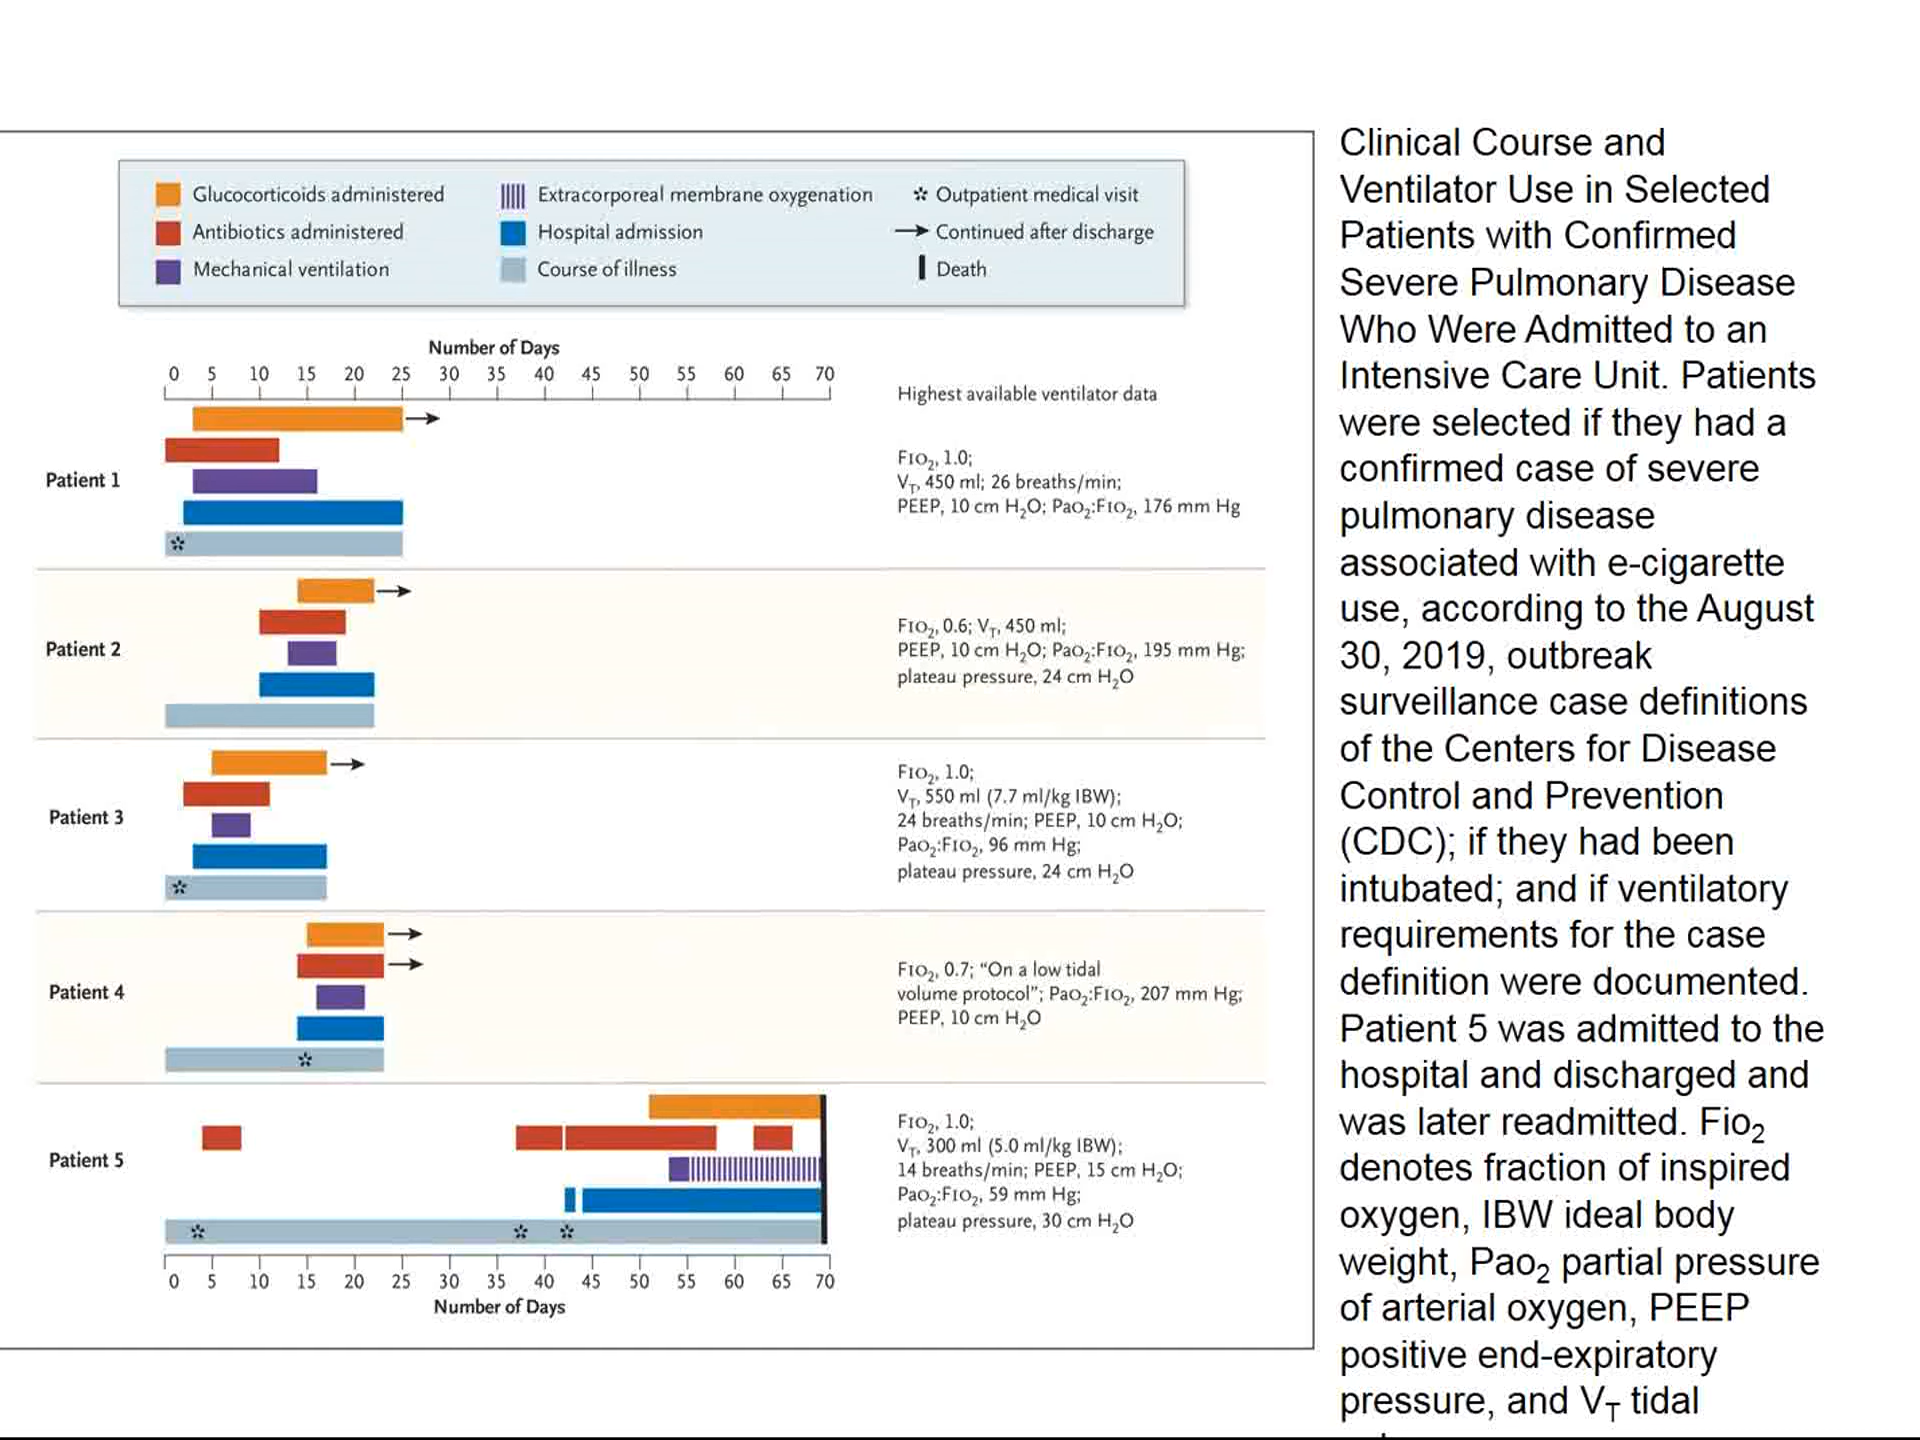 Glucocorticoids administered
Antibiotics administered
Mechanical ventilation
Extracorporeal membrane oxygenation
Hospital admission
Course of illness
Outpatient medical visit
Continued after discharge
Death
Number of Days
0 5 10 15 20 25 30 35 40 45 50 55 60 65 70
Highest available ventilator data
Patient 1
FIO₂, 1.0;
V_T, 450 ml; 26 breaths/min;
PEEP, 10 cm H₂O; PaO₂:FIO₂, 176 mm Hg
Patient 2
FIO₂, 0.6; V_T, 450 ml;
PEEP, 10 cm H₂O; PaO₂:FIO₂, 195 mm Hg;
plateau pressure, 24 cm H₂O
Patient 3
FIO₂, 1.0;
V_T, 550 ml (7.7 ml/kg IBW);
24 breaths/min; PEEP, 10 cm H₂O;
PaO₂:FIO₂, 96 mm Hg;
plateau pressure, 24 cm H₂O
Patient 4
FIO₂, 0.7; “On a low tidal
volume protocol”; PaO₂:FIO₂, 207 mm Hg;
PEEP, 10 cm H₂O
Patient 5
FIO₂, 1.0;
V_T, 300 ml (5.0 ml/kg IBW);
14 breaths/min; PEEP, 15 cm H₂O;
PaO₂:FIO₂, 59 mm Hg;
plateau pressure, 30 cm H₂O
0 5 10 15 20 25 30 35 40 45 50 55 60 65 70
Number of Days
Clinical Course and
Ventilator Use in Selected
Patients with Confirmed
Severe Pulmonary Disease
Who Were Admitted to an
Intensive Care Unit. Patients
were selected if they had a
confirmed case of severe
pulmonary disease
associated with e-cigarette
use, according to the August
30, 2019, outbreak
surveillance case definitions
of the Centers for Disease
Control and Prevention
(CDC); if they had been
intubated; and if ventilatory
requirements for the case
definition were documented.
Patient 5 was admitted to the
hospital and discharged and
was later readmitted. Fio₂
denotes fraction of inspired
oxygen, IBW ideal body
weight, Pao₂ partial pressure
of arterial oxygen, PEEP
positive end-expiratory
pressure, and V_T tidal